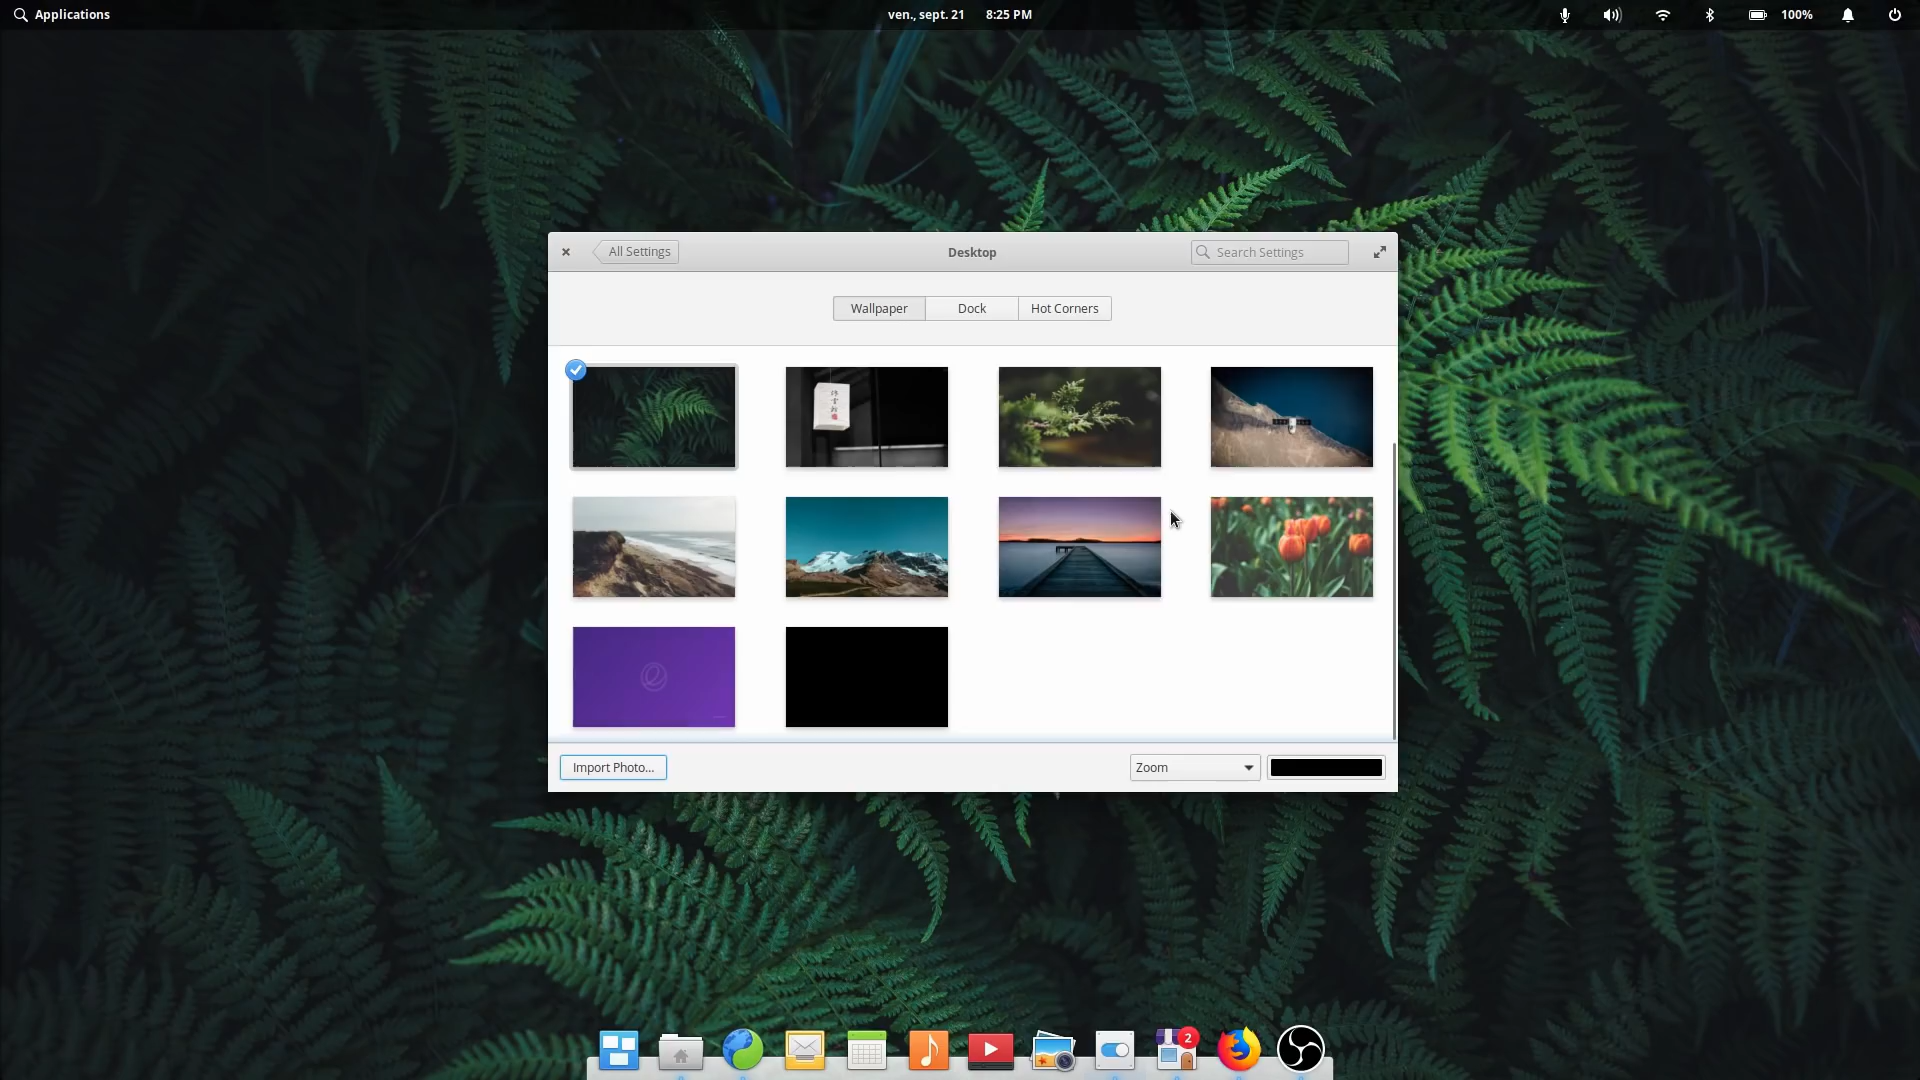 Applications
ven., sept. 21 8:25 PM
100%
All Settings
Desktop
Search Settings
Wallpaper
Dock
Hot Corners
Import Photo...
Zoom
2